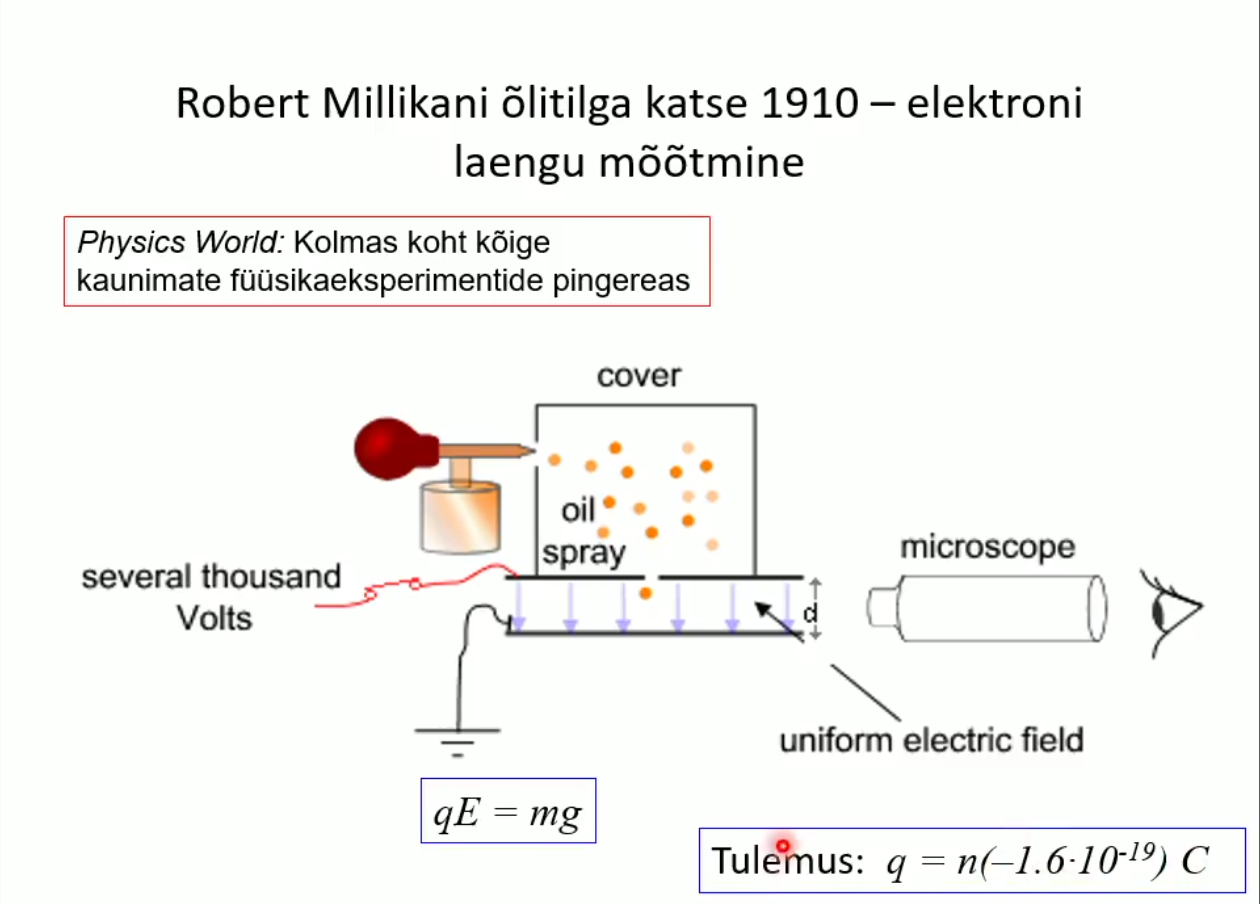 Robert Millikani õlitilga katse 1910 – elektroni
laengu mõõtmine
Physics World: Kolmas koht kõige
kaunimate füüsikaeksperimentide pingereas
cover
oil
spray
microscope
several thousand
Volts
d
uniform electric field
qE = mg
Tulemus: q = n(–1.6·10⁻¹⁹) C